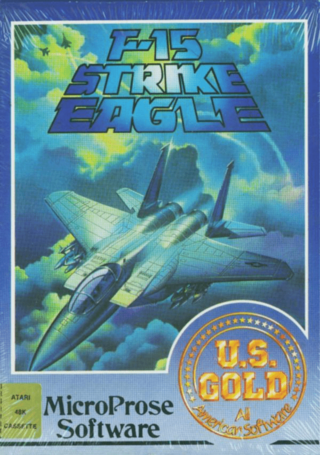 F-15
STRIKE
EAGLE
U.S.
GOLD
All
American Software
ATARI
48K
CASSETTE
MicroProse
Software